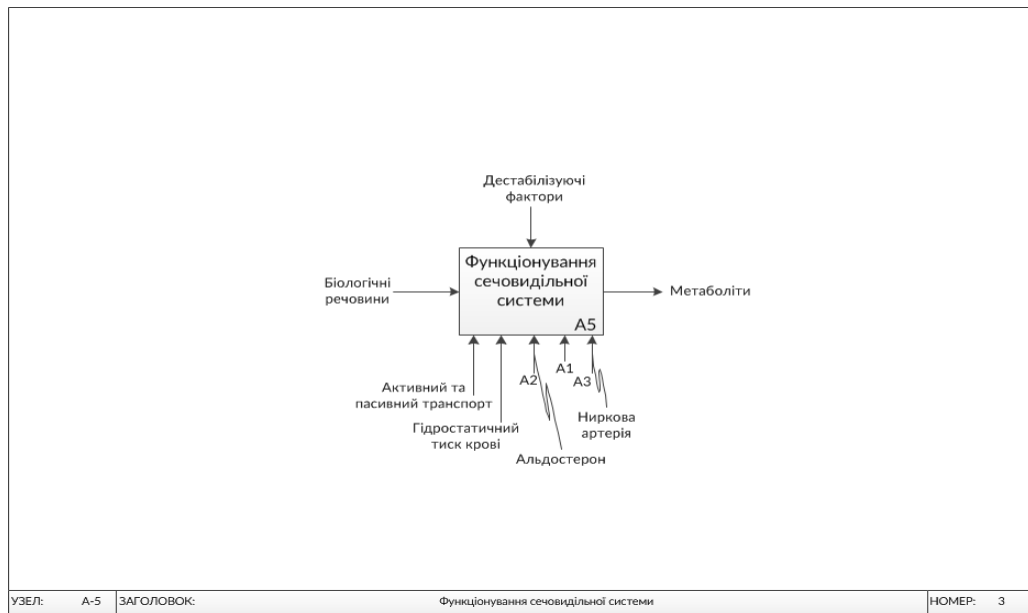 Дестабілізуючі
фактори
Функціонування
сечовидільної
системи
A5
Біологічні
речовини
Метаболіти
A2
A1
A3
Активний та
пасивний транспорт
Гідростатичний
тиск крові
Альдостерон
Ниркова
артерія
УЗЕЛ: A-5 ЗАГОЛОВОК: Функціонування сечовидільної системи НОМЕР: 3